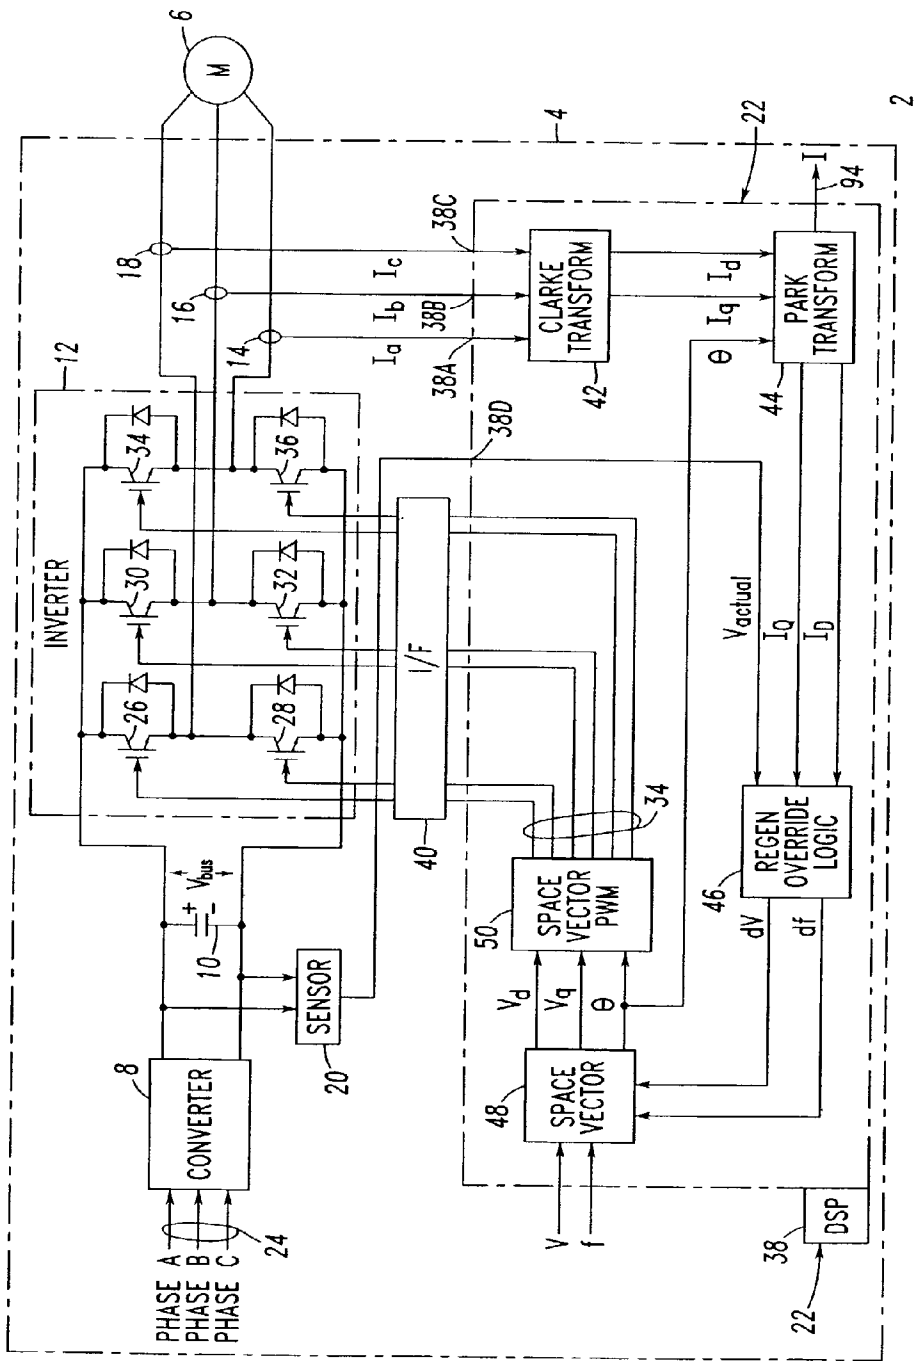 PHASE A
PHASE B
PHASE C
24
8
CONVERTER
10
+
-
Vbus
SENSOR
20
INVERTER
12
26
28
30
32
34
36
18
16
14
6
M
4
2
I/F
40
38D
Ia
Ib
Ic
38A
38B
38C
22
CLARKE
TRANSFORM
42
Iq
Id
θ
PARK
TRANSFORM
44
I
94
Vactual
IQ
ID
REGEN
OVERRIDE
LOGIC
46
dV
df
V
f
SPACE
VECTOR
48
Vd
Vq
θ
SPACE
VECTOR
PWM
50
34
DSP
38
22